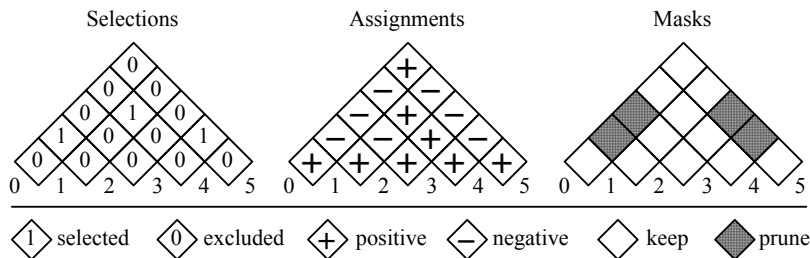 Selections Assignments Masks
0 +
0 0 − −
0 1 0 − + −
1 0 0 1 − − + −
0 0 0 0 0 + + + + +
0 1 2 3 4 5 0 1 2 3 4 5 0 1 2 3 4 5
1 selected 0 excluded + positive − negative keep prune